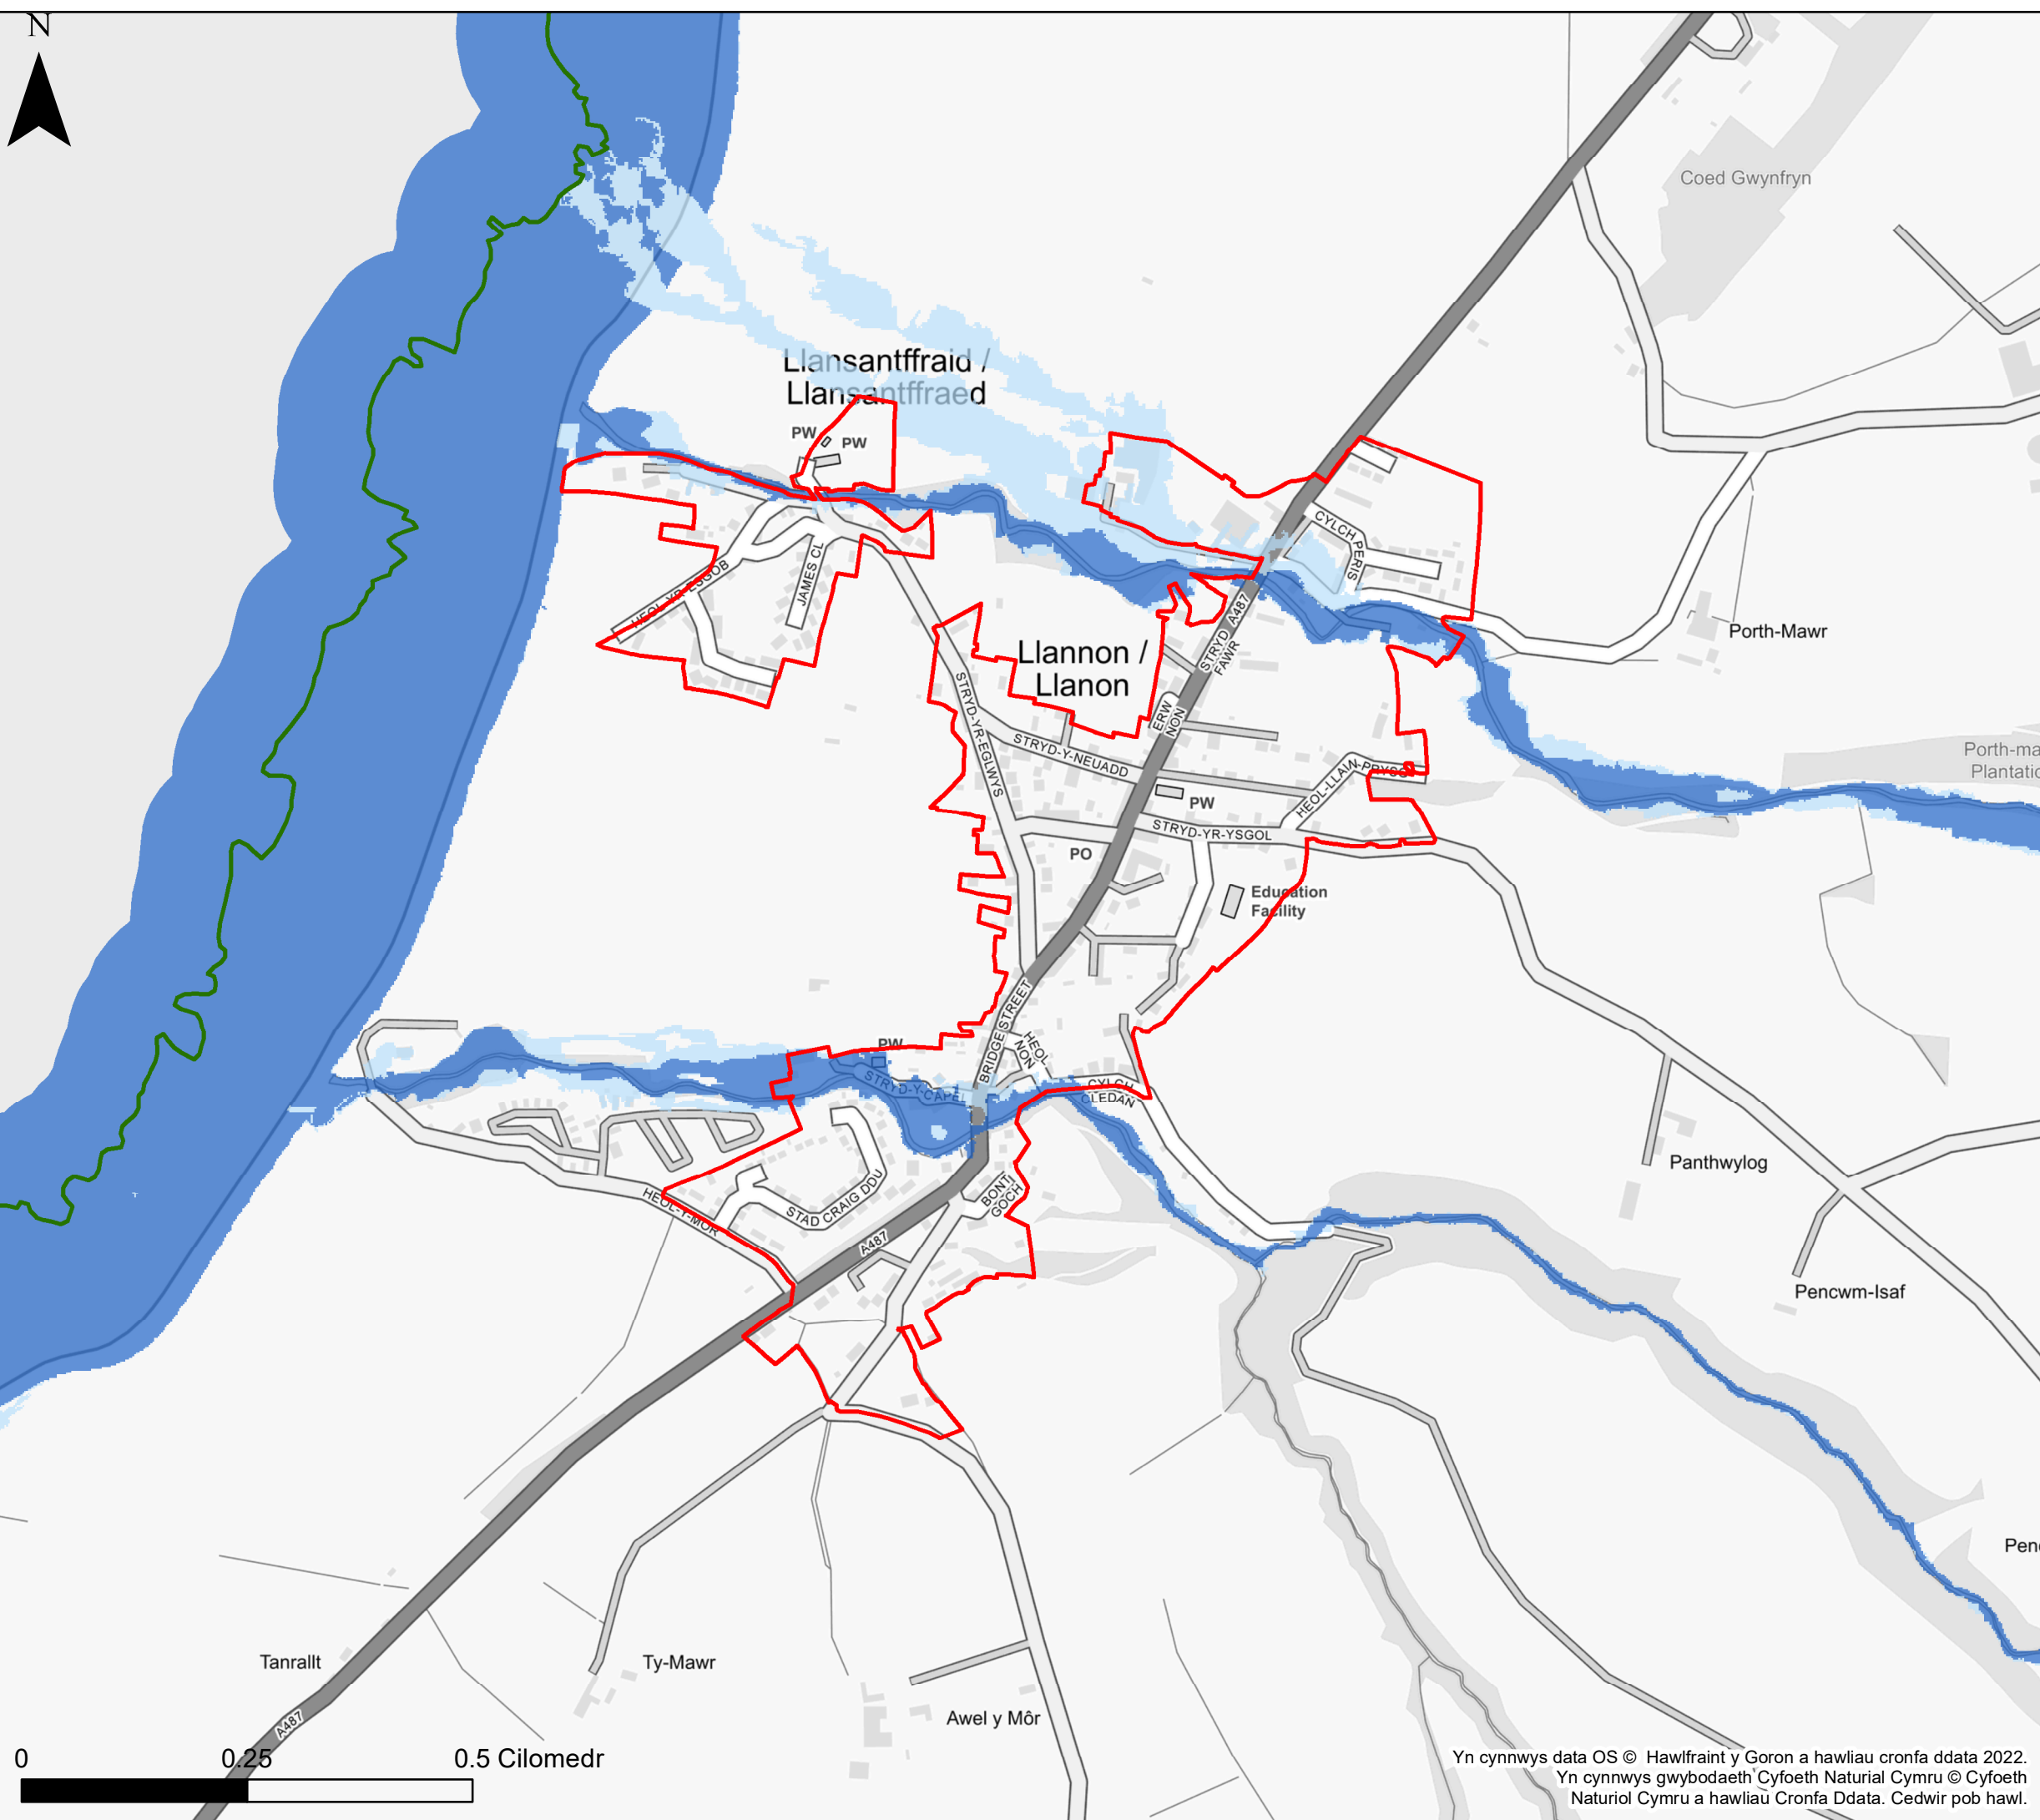 N
Coed Gwynfryn
Llansantffraid /
Llansantffraed
PW
PW
CYLCH PERIS
JAMES CL
HEOL-YR-ESGOB
Porth-Mawr
Llannon /
Llanon
STRYD FAWR
A487
ERW NON
STRYD-YR-EGLWYS
STRYD-Y-NEUADD
Porth-ma
Plantatio
PW
STRYD-YR-YSGOL
PO
Education
Facility
BRIDGE STREET
HEOL NON
PW
STRYD-Y-CAPEL
CYLCH
CLEDAN
Panthwylog
BONT GOCH
STAD CRAIG DDU
HEOL-Y-MOR
A487
Pencwm-Isaf
Pen
Tanrallt
Ty-Mawr
Awel y Môr
A487
0
0.25
0.5 Cilomedr
Yn cynnwys data OS © Hawlfraint y Goron a hawliau cronfa ddata 2022.
Yn cynnwys gwybodaeth Cyfoeth Naturial Cymru © Cyfoeth
Naturiol Cymru a hawliau Cronfa Ddata. Cedwir pob hawl.